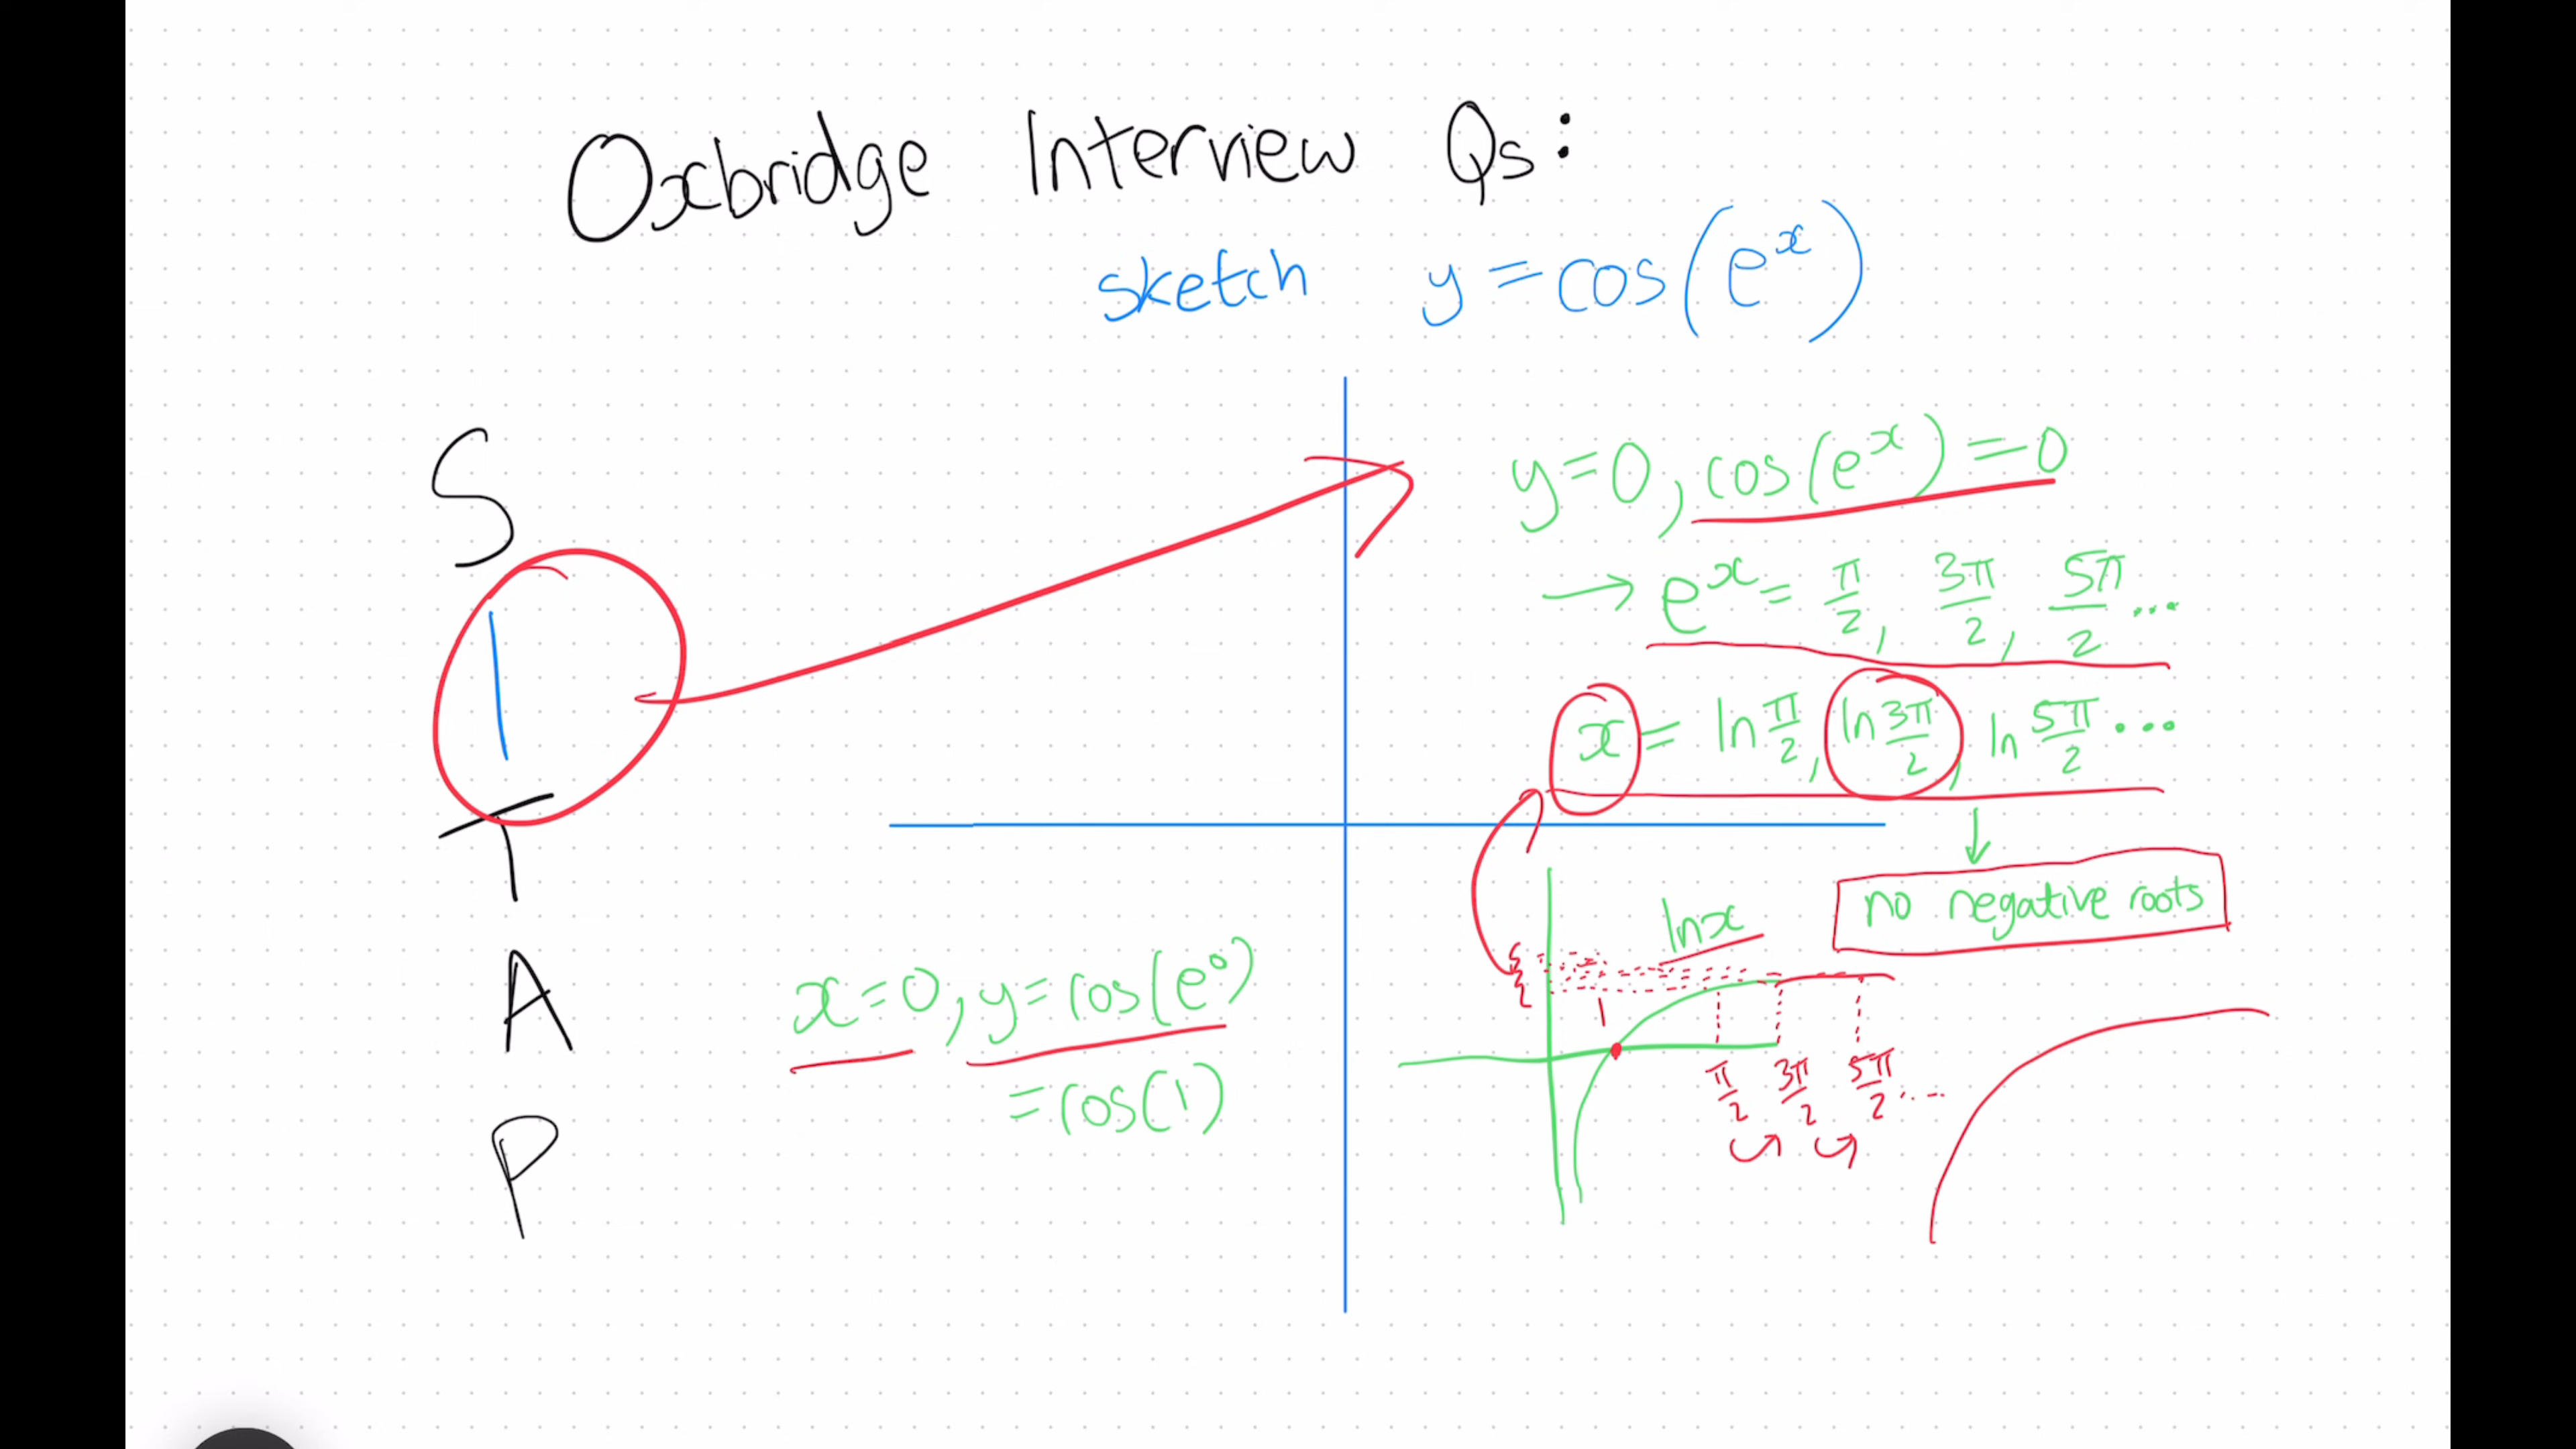 Oxbridge Interview Qs:
sketch y=cos(e^x)
S
I
T
A
P
y=0, cos(e^x)=0
→ e^x = π/2, 3π/2, 5π/2 ...
x = ln π/2, ln 3π/2, ln 5π/2 ...
↓
no negative roots
x=0, y=cos(e^0)
=cos(1)
lnx
1
π/2 3π/2 5π/2 ...